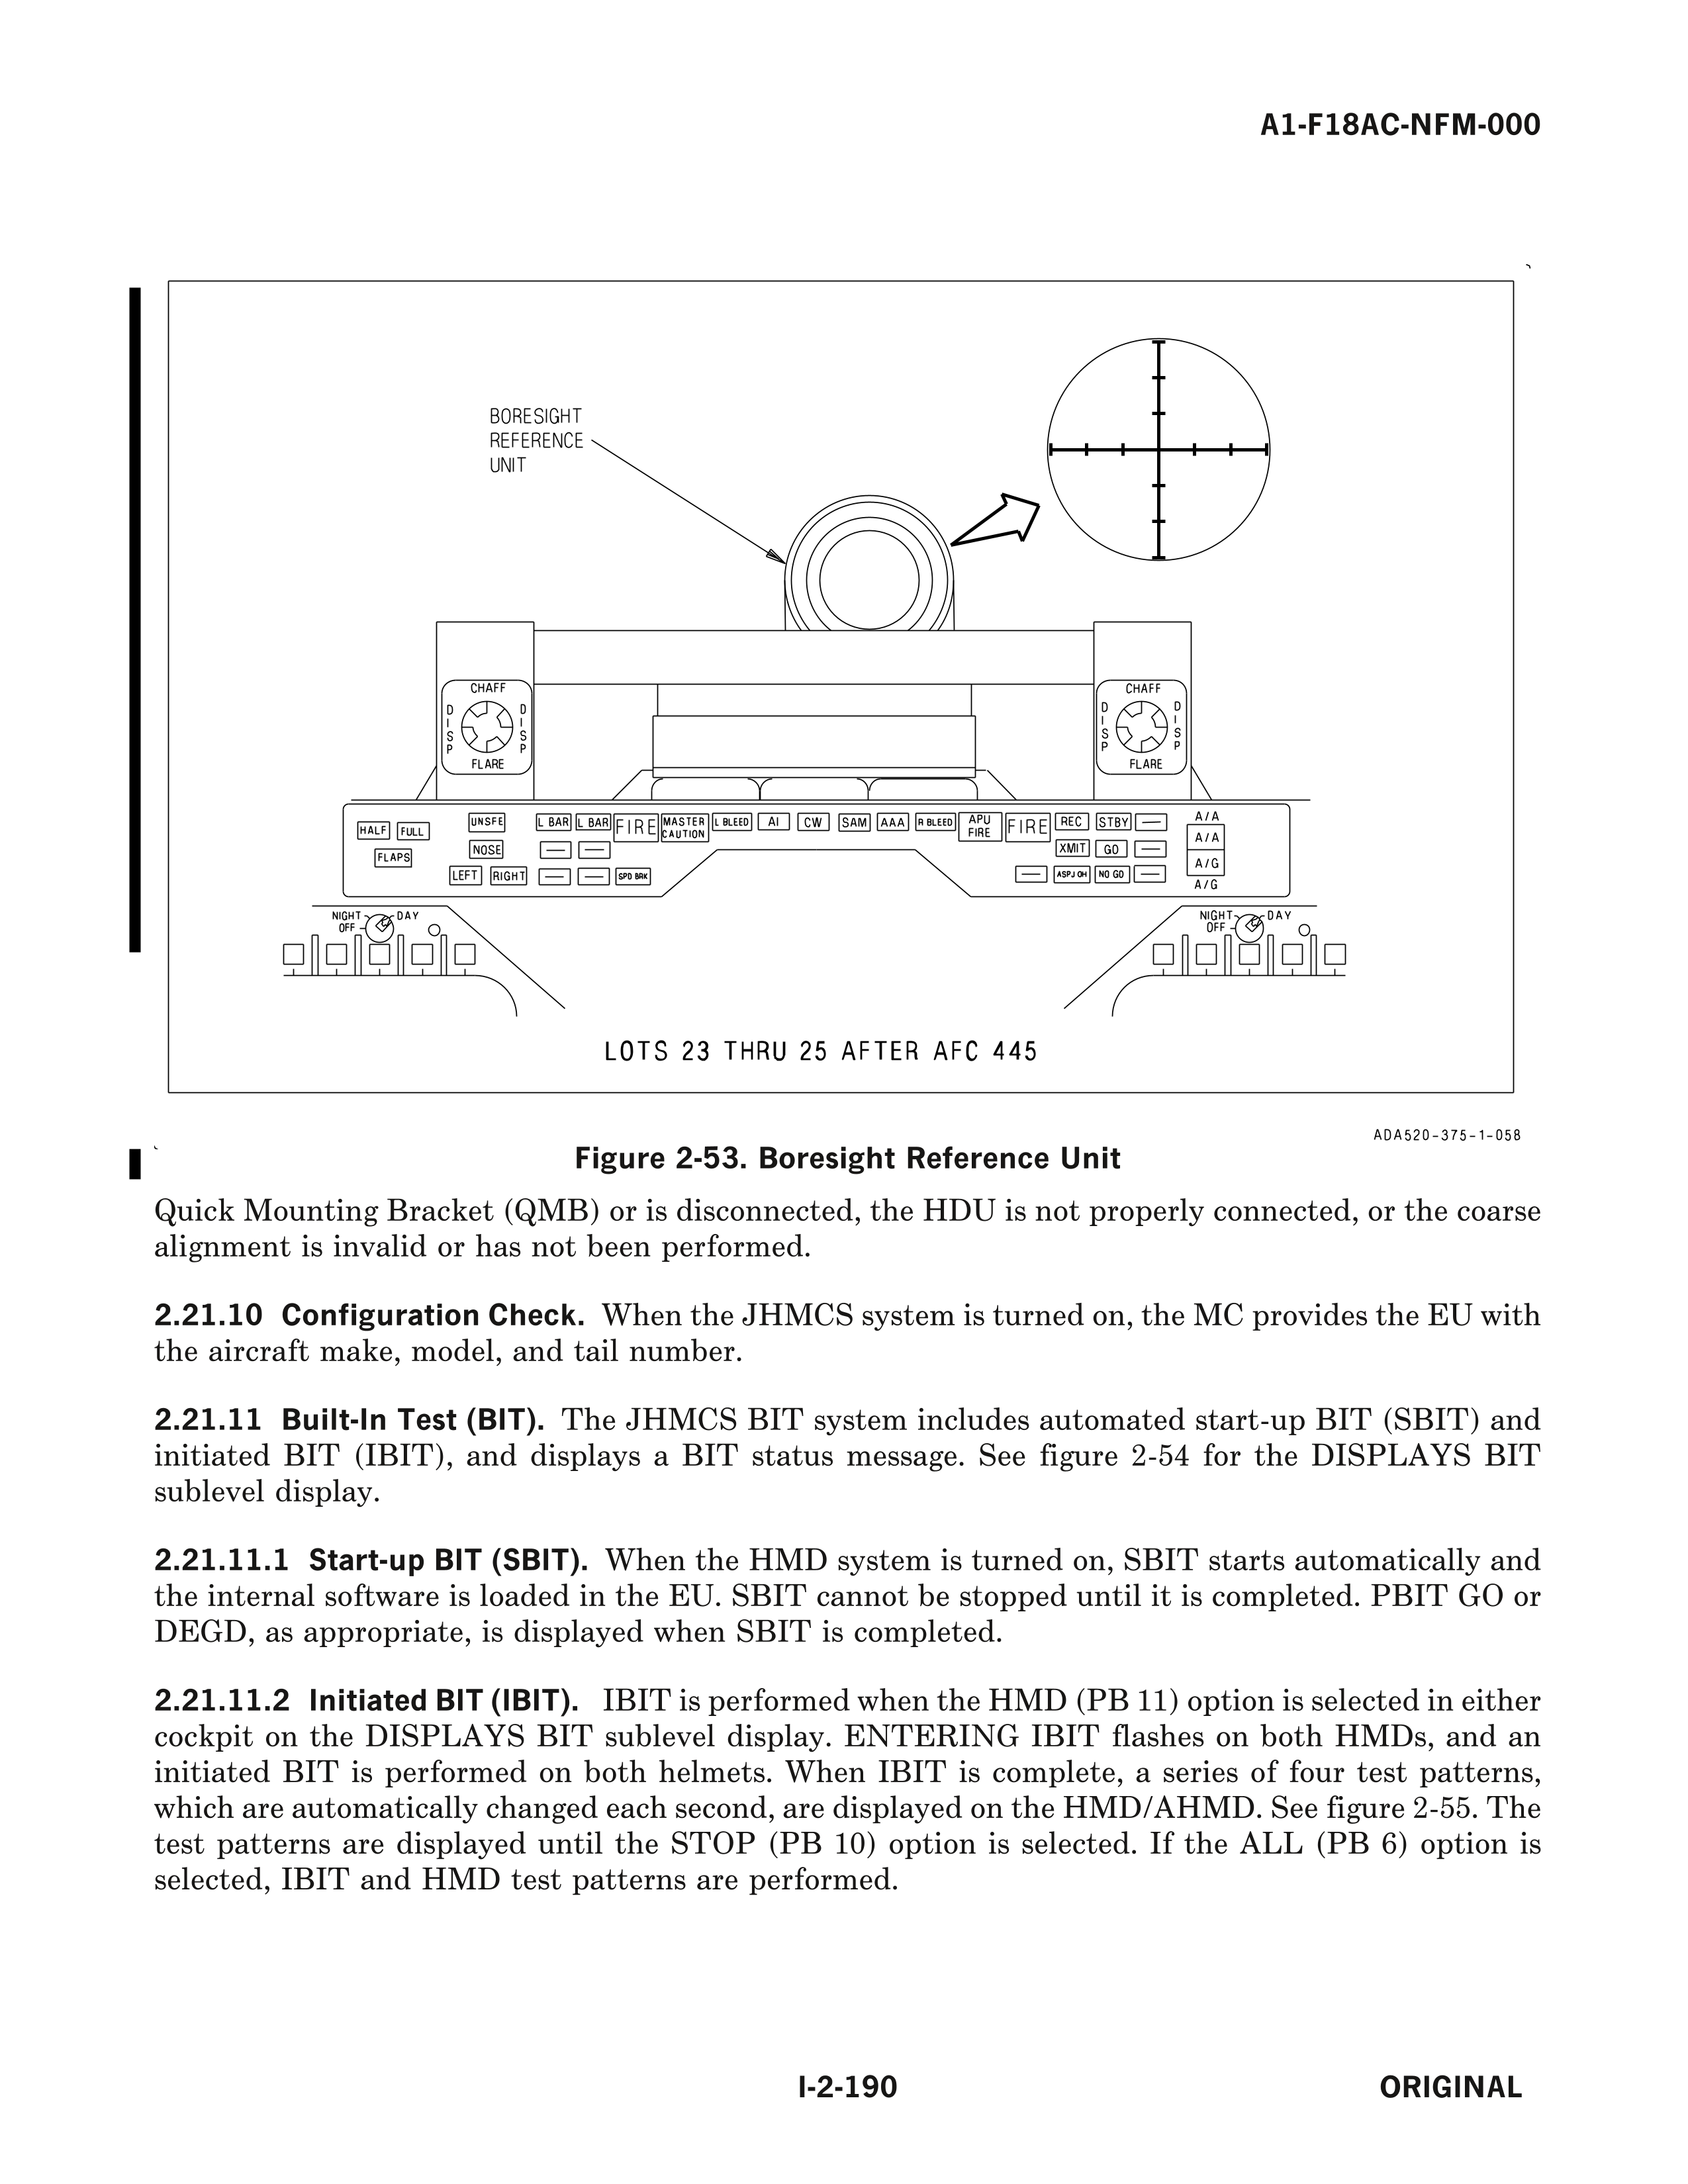 A1-F18AC-NFM-000
BORESIGHT
REFERENCE
UNIT
CHAFF
DISP
DISP
FLARE
CHAFF
DISP
DISP
FLARE
HALF FULL
FLAPS
UNSFE
NOSE
LEFT RIGHT
L BAR L BAR FIRE MASTER CAUTION L BLEED AI CW SAM AAA R BLEED APU FIRE FIRE REC STBY
SPD BRK
XMIT GO
ASPJ OH NO GO
A/A
A/A
A/G
A/G
NIGHT DAY
OFF
NIGHT DAY
OFF
LOTS 23 THRU 25 AFTER AFC 445
ADA520-375-1-058
Figure 2-53. Boresight Reference Unit
Quick Mounting Bracket (QMB) or is disconnected, the HDU is not properly connected, or the coarse
alignment is invalid or has not been performed.
2.21.10 Configuration Check. When the JHMCS system is turned on, the MC provides the EU with
the aircraft make, model, and tail number.
2.21.11 Built-In Test (BIT). The JHMCS BIT system includes automated start-up BIT (SBIT) and
initiated BIT (IBIT), and displays a BIT status message. See figure 2-54 for the DISPLAYS BIT
sublevel display.
2.21.11.1 Start-up BIT (SBIT). When the HMD system is turned on, SBIT starts automatically and
the internal software is loaded in the EU. SBIT cannot be stopped until it is completed. PBIT GO or
DEGD, as appropriate, is displayed when SBIT is completed.
2.21.11.2 Initiated BIT (IBIT). IBIT is performed when the HMD (PB 11) option is selected in either
cockpit on the DISPLAYS BIT sublevel display. ENTERING IBIT flashes on both HMDs, and an
initiated BIT is performed on both helmets. When IBIT is complete, a series of four test patterns,
which are automatically changed each second, are displayed on the HMD/AHMD. See figure 2-55. The
test patterns are displayed until the STOP (PB 10) option is selected. If the ALL (PB 6) option is
selected, IBIT and HMD test patterns are performed.
I-2-190
ORIGINAL